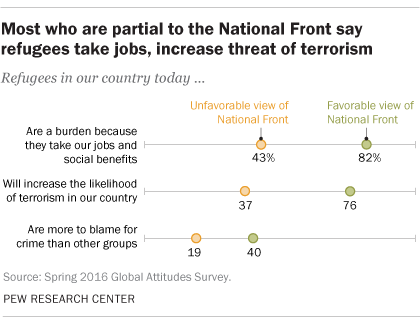 Most who are partial to the National Front say
refugees take jobs, increase threat of terrorism
Refugees in our country today ...
Unfavorable view of
National Front
Favorable view of
National Front
Are a burden because
they take our jobs and
social benefits
43%
82%
Will increase the likelihood
of terrorism in our country
37
76
Are more to blame for
crime than other groups
19
40
Source: Spring 2016 Global Attitudes Survey.
PEW RESEARCH CENTER